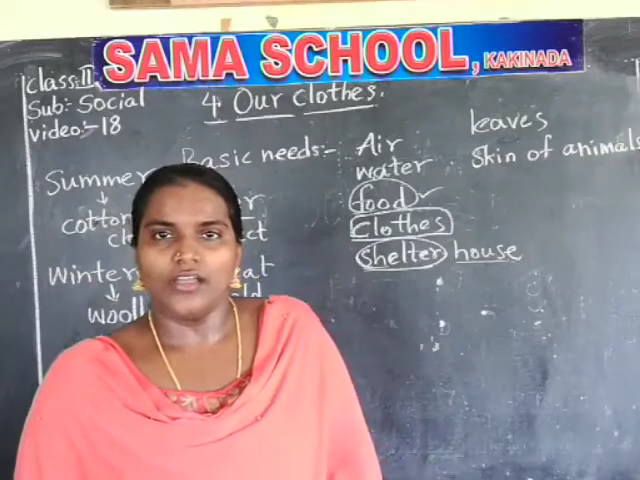 SAMA SCHOOL, KAKINADA
class: II
Sub:- Social
video:-18
4. Our clothes.
Basic needs:-
Air
water
food
clothes
shelter house
leaves
Skin of animals
Summer
cotton
Winter